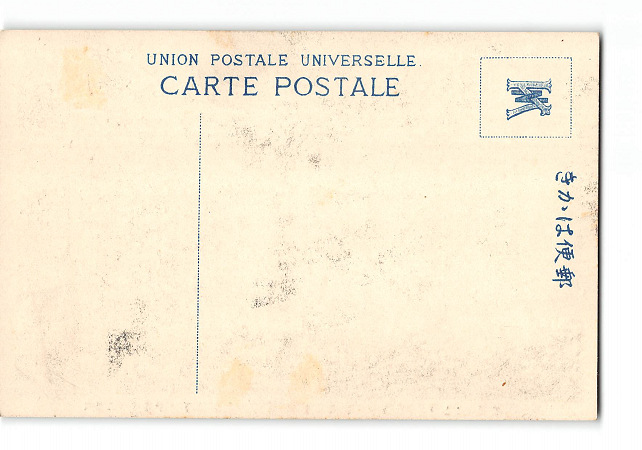 UNION POSTALE UNIVERSELLE.
CARTE POSTALE
きかは便郵